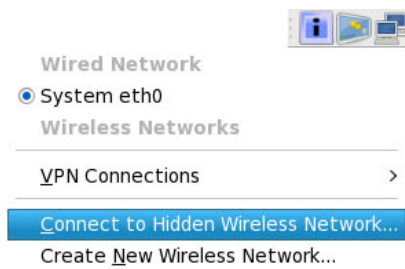 Wired Network
System eth0
Wireless Networks
VPN Connections
Connect to Hidden Wireless Network...
Create New Wireless Network...